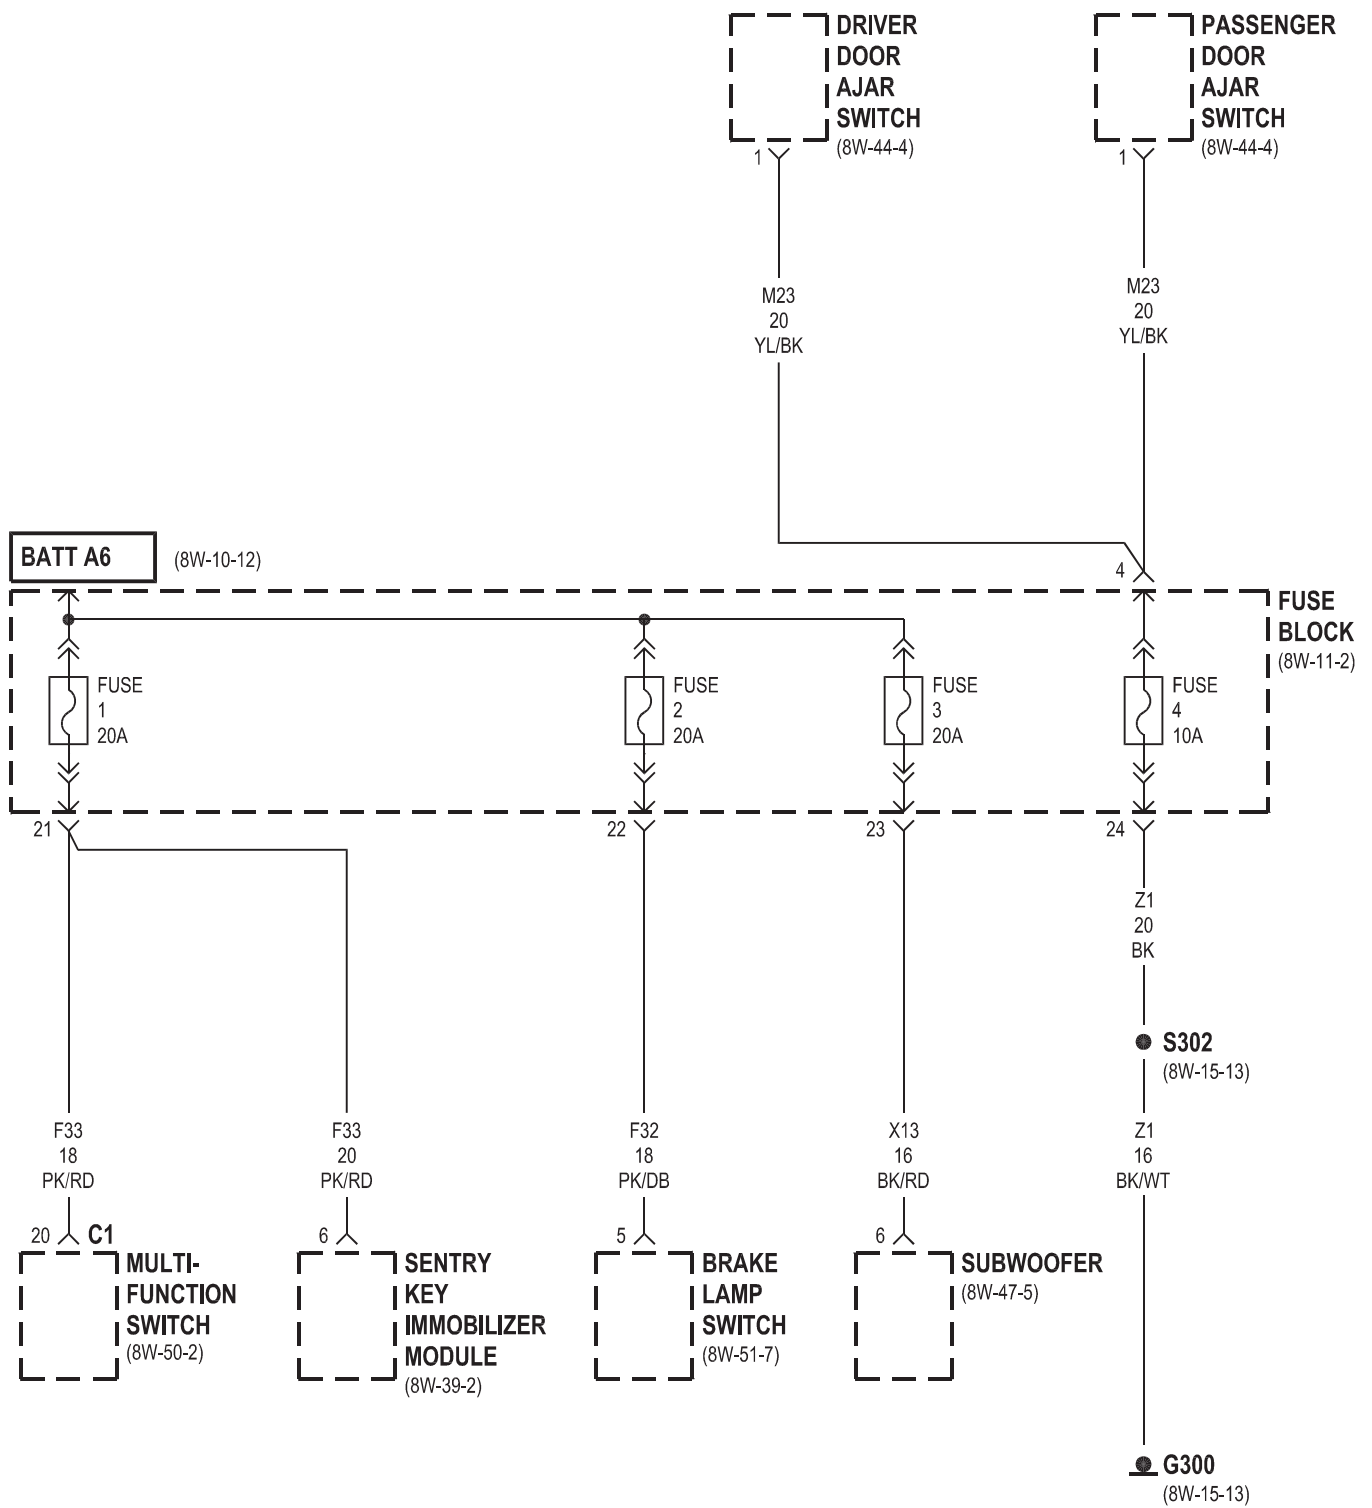 DRIVER
DOOR
AJAR
SWITCH
(8W-44-4)
1
PASSENGER
DOOR
AJAR
SWITCH
(8W-44-4)
1
M23
20
YL/BK
M23
20
YL/BK
BATT A6
(8W-10-12)
4
FUSE
BLOCK
(8W-11-2)
FUSE
1
20A
FUSE
2
20A
FUSE
3
20A
FUSE
4
10A
21
22
23
24
Z1
20
BK
S302
(8W-15-13)
F33
18
PK/RD
F33
20
PK/RD
F32
18
PK/DB
X13
16
BK/RD
Z1
16
BK/WT
20
C1
MULTI-
FUNCTION
SWITCH
(8W-50-2)
6
SENTRY
KEY
IMMOBILIZER
MODULE
(8W-39-2)
5
BRAKE
LAMP
SWITCH
(8W-51-7)
6
SUBWOOFER
(8W-47-5)
G300
(8W-15-13)